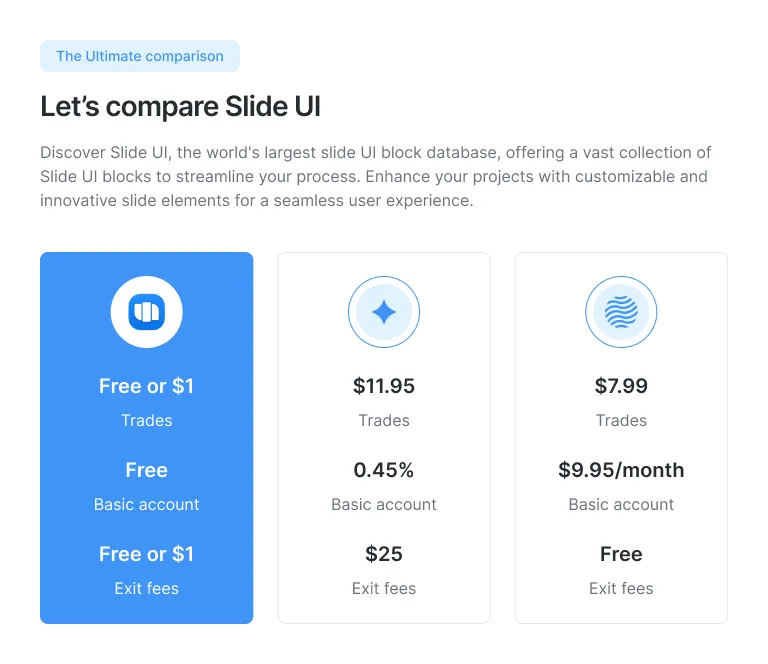 The Ultimate comparison
Let’s compare Slide UI
Discover Slide UI, the world's largest slide UI block database, offering a vast collection of
Slide UI blocks to streamline your process. Enhance your projects with customizable and
innovative slide elements for a seamless user experience.
Free or $1
Trades
Free
Basic account
Free or $1
Exit fees
$11.95
Trades
0.45%
Basic account
$25
Exit fees
$7.99
Trades
$9.95/month
Basic account
Free
Exit fees